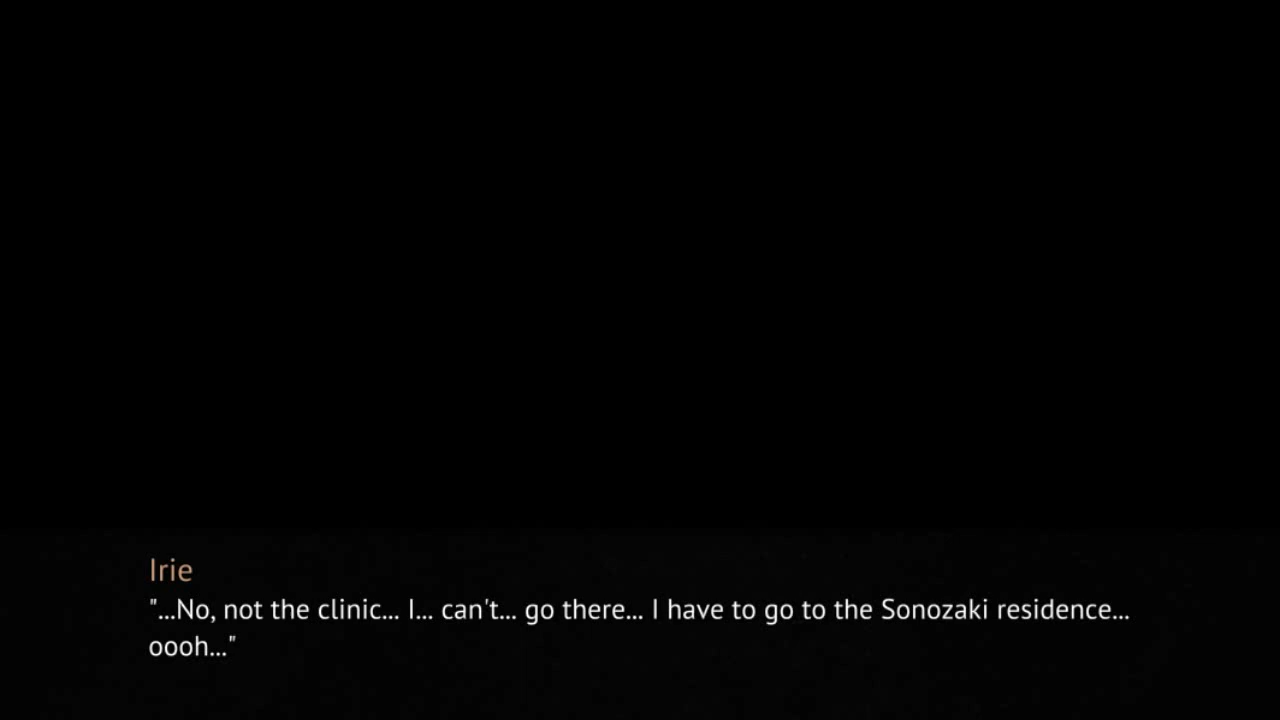 Irie
"...No, not the clinic... I... can't... go there... I have to go to the Sonozaki residence...
oooh..."